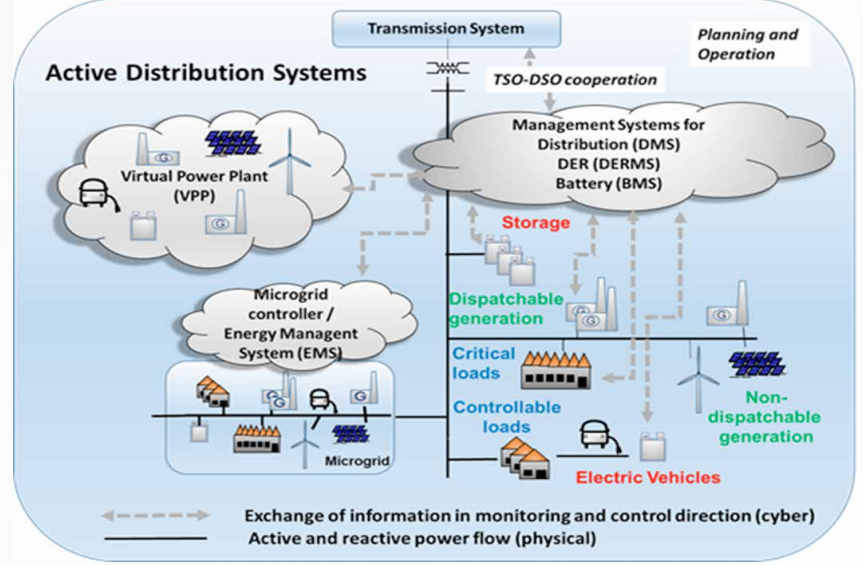 Transmission System
Planning and
Operation
Active Distribution Systems
TSO-DSO cooperation
Management Systems for
Distribution (DMS)
DER (DERMS)
Battery (BMS)
G
Virtual Power Plant
(VPP)
G
Storage
Microgrid
controller /
Energy Managent
System (EMS)
Dispatchable
generation
G
G
G
Critical
loads
Controllable
loads
Non-
dispatchable
generation
G
G
G
Microgrid
Electric Vehicles
Exchange of information in monitoring and control direction (cyber)
Active and reactive power flow (physical)